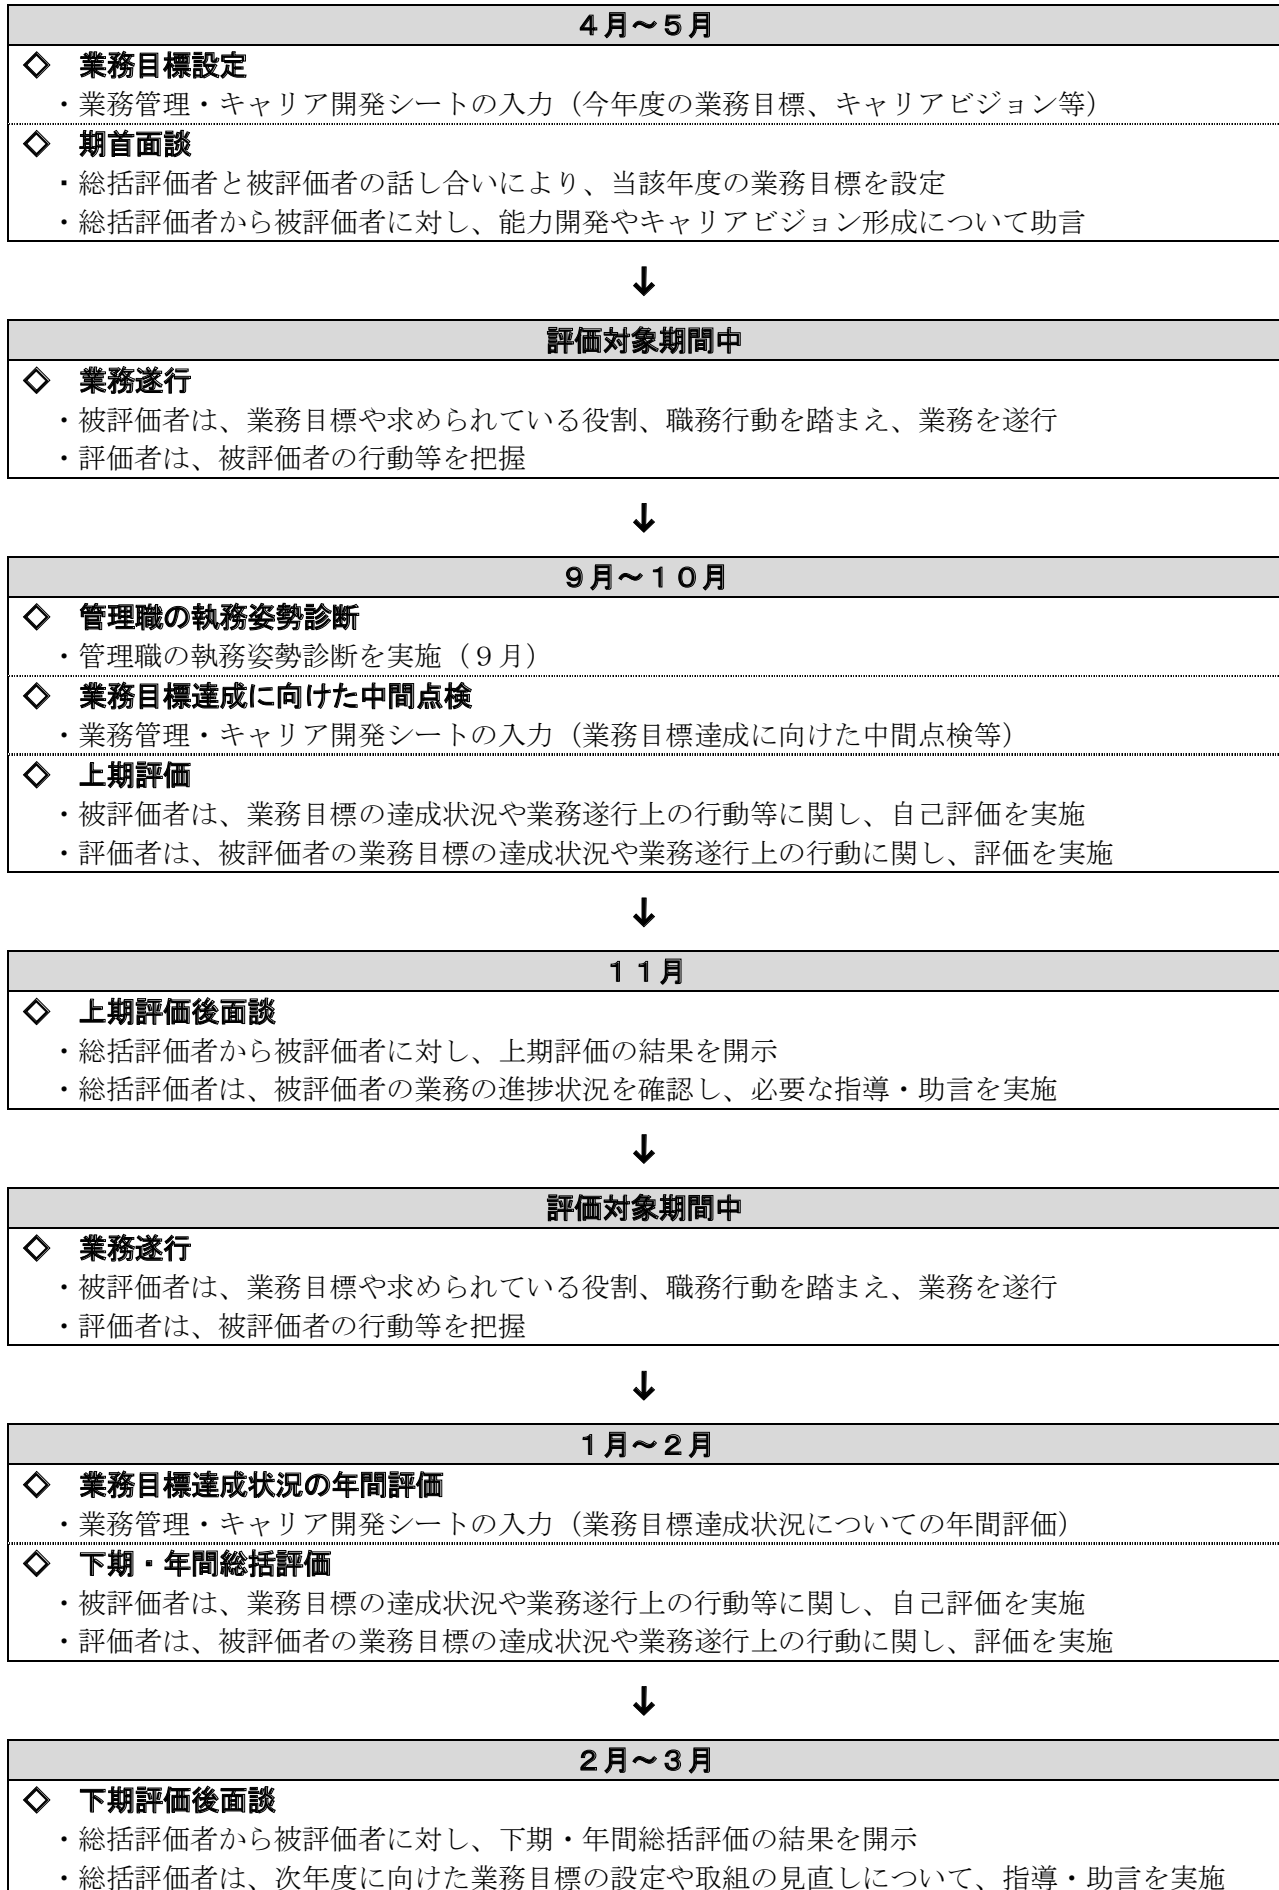 ４月～５月
◇　業務目標設定
・業務管理・キャリア開発シートの入力（今年度の業務目標、キャリアビジョン等）
◇　期首面談
・総括評価者と被評価者の話し合いにより、当該年度の業務目標を設定
・総括評価者から被評価者に対し、能力開発やキャリアビジョン形成について助言
↓
評価対象期間中
◇　業務遂行
・被評価者は、業務目標や求められている役割、職務行動を踏まえ、業務を遂行
・評価者は、被評価者の行動等を把握
↓
９月～１０月
◇　管理職の執務姿勢診断
・管理職の執務姿勢診断を実施（９月）
◇　業務目標達成に向けた中間点検
・業務管理・キャリア開発シートの入力（業務目標達成に向けた中間点検等）
◇　上期評価
・被評価者は、業務目標の達成状況や業務遂行上の行動等に関し、自己評価を実施
・評価者は、被評価者の業務目標の達成状況や業務遂行上の行動に関し、評価を実施
↓
１１月
◇　上期評価後面談
・総括評価者から被評価者に対し、上期評価の結果を開示
・総括評価者は、被評価者の業務の進捗状況を確認し、必要な指導・助言を実施
↓
評価対象期間中
◇　業務遂行
・被評価者は、業務目標や求められている役割、職務行動を踏まえ、業務を遂行
・評価者は、被評価者の行動等を把握
↓
１月～２月
◇　業務目標達成状況の年間評価
・業務管理・キャリア開発シートの入力（業務目標達成状況についての年間評価）
◇　下期・年間総括評価
・被評価者は、業務目標の達成状況や業務遂行上の行動等に関し、自己評価を実施
・評価者は、被評価者の業務目標の達成状況や業務遂行上の行動に関し、評価を実施
↓
２月～３月
◇　下期評価後面談
・総括評価者から被評価者に対し、下期・年間総括評価の結果を開示
・総括評価者は、次年度に向けた業務目標の設定や取組の見直しについて、指導・助言を実施